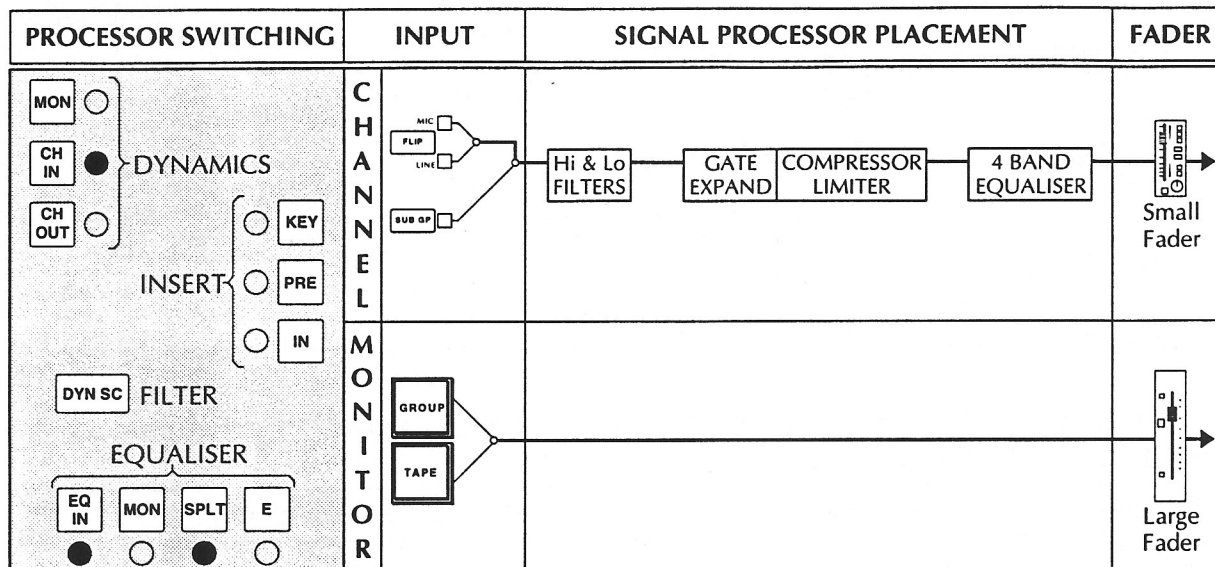 PROCESSOR SWITCHING
INPUT
SIGNAL PROCESSOR PLACEMENT
FADER
MON
CH
IN
CH
OUT
DYNAMICS
KEY
PRE
IN
INSERT
DYN SC
FILTER
EQUALISER
EQ
IN
MON
SPLT
E
CHANNEL
MIC
FLIP
LINE
SUB GP
Hi & Lo
FILTERS
GATE
EXPAND
COMPRESSOR
LIMITER
4 BAND
EQUALISER
Small
Fader
MONITOR
GROUP
TAPE
Large
Fader